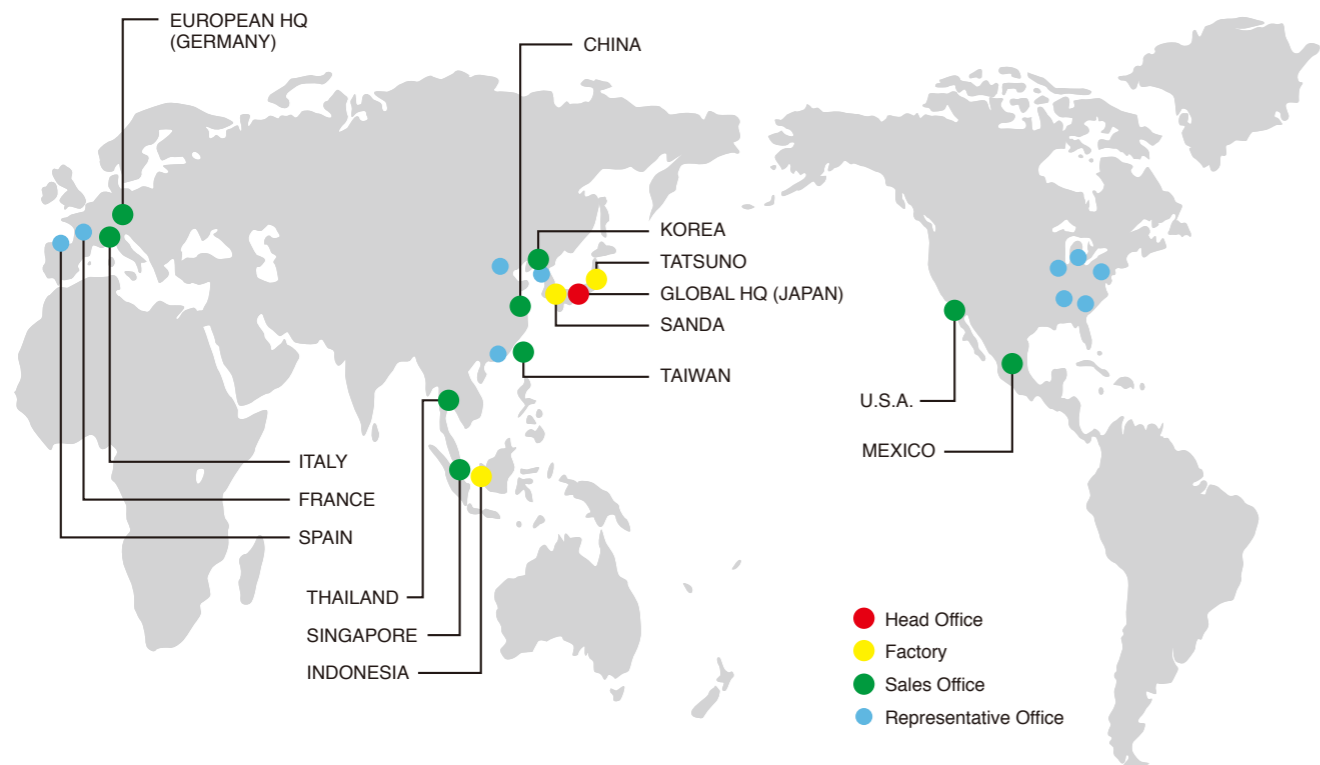 EUROPEAN HQ
(GERMANY)
CHINA
KOREA
TATSUNO
GLOBAL HQ (JAPAN)
SANDA
TAIWAN
U.S.A.
MEXICO
ITALY
FRANCE
SPAIN
THAILAND
SINGAPORE
INDONESIA
Head Office
Factory
Sales Office
Representative Office